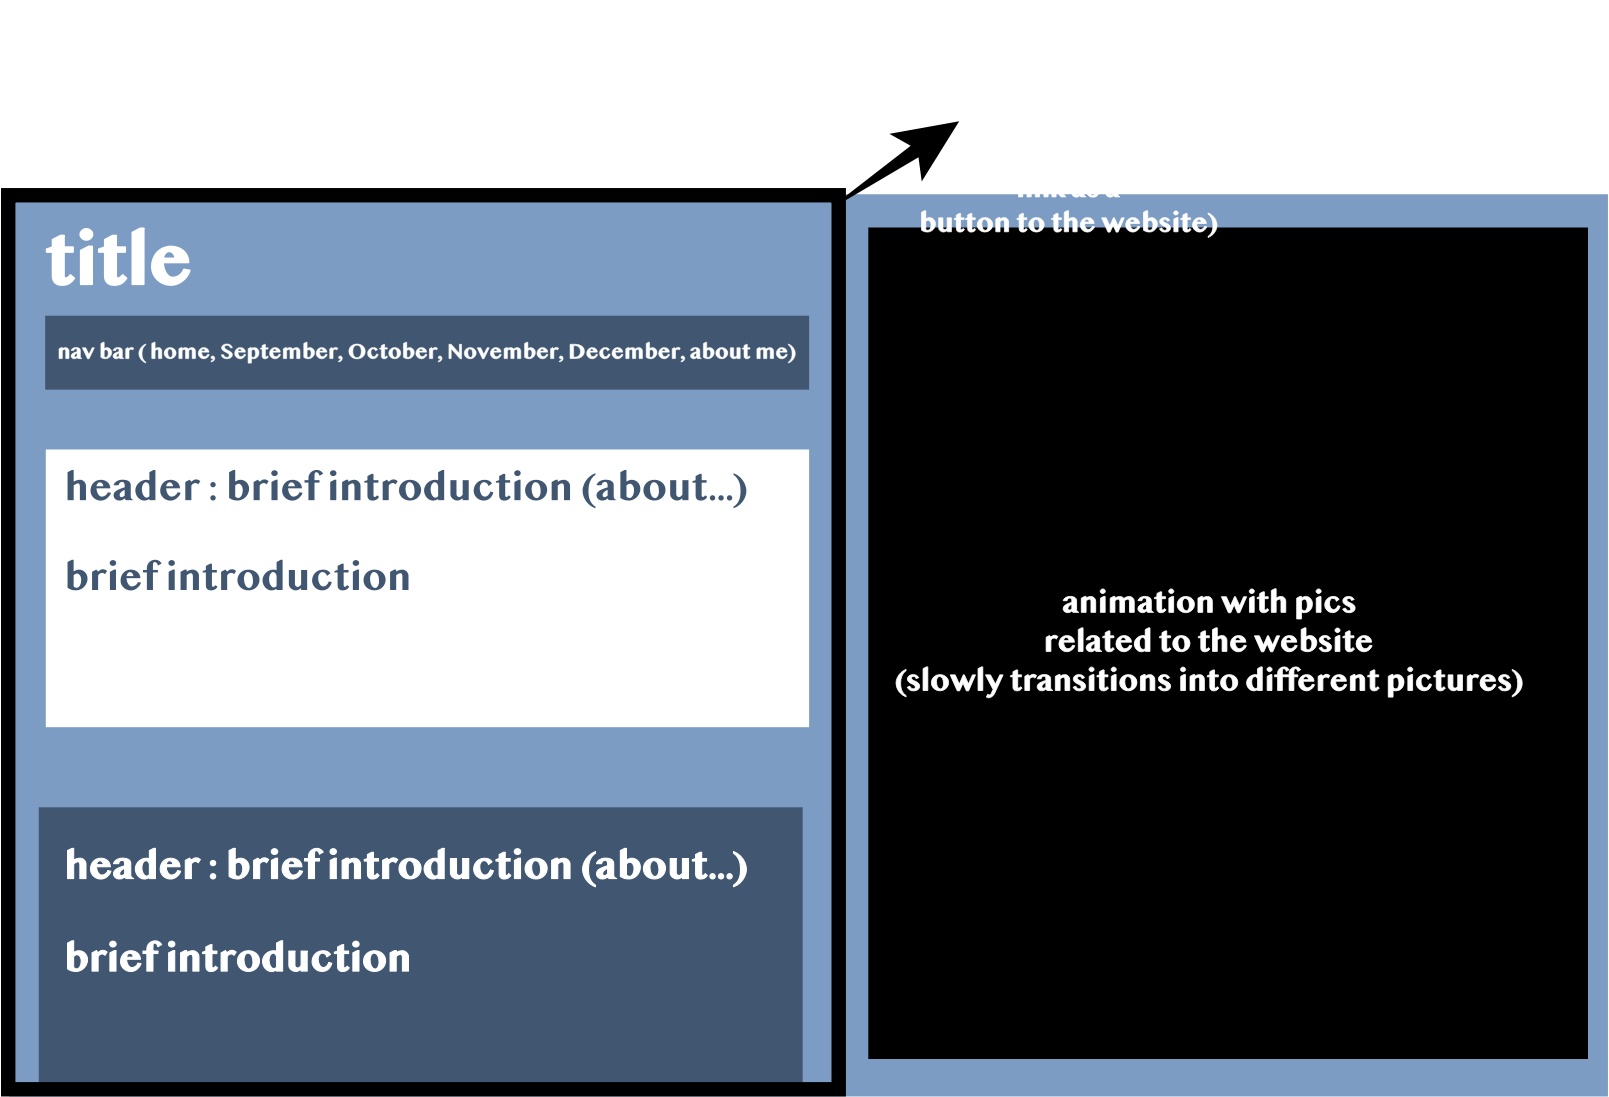 title
nav bar ( home, September, October, November, December, about me)
header : brief introduction (about...)
brief introduction
header : brief introduction (about...)
brief introduction
button to the website)
animation with pics
related to the website
(slowly transitions into different pictures)